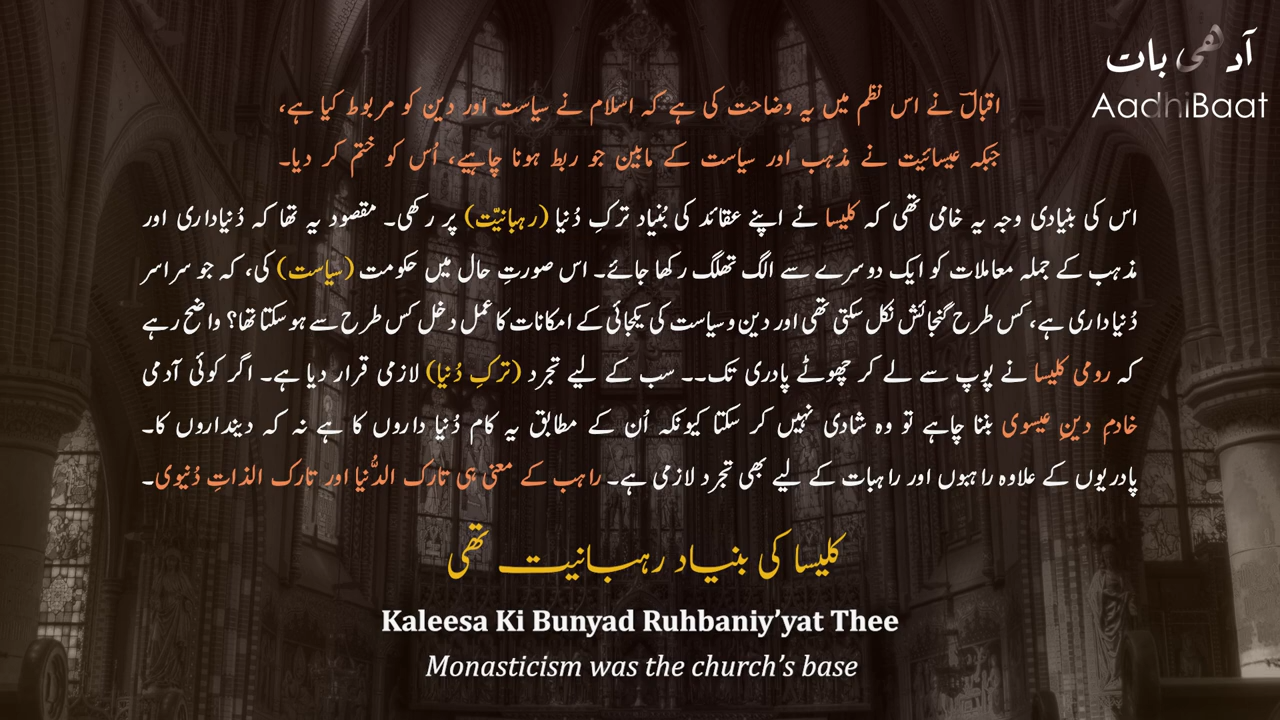 آدھی بات
AadhiBaat
اقبالؔ نے اس نظم میں یہ وضاحت کی ہے کہ اسلام نے سیاست اور دین کو مربوط کیا ہے،
جبکہ عیسائیت نے مذہب اور سیاست کے مابین جو ربط ہونا چاہیے، اُس کو ختم کر دیا۔
اس کی بنیادی وجہ یہ خامی تھی کہ کلیسا نے اپنے عقائد کی بُنیاد ترکِ دُنیا (رہبانیّت) پر رکھی۔ مقصود یہ تھا کہ دُنیاداری اور
مذہب کے جملہ معاملات کو ایک دوسرے سے الگ تھلگ رکھا جائے۔ اس صورتِ حال میں حکومت (سیاست) کی، کہ جو سراسر
دُنیاداری ہے، کس طرح گنجائش نکل سکتی تھی اور دین و سیاست کی یکجائی کے امکانات کا عمل دخل کس طرح سے ہو سکتا تھا؟ واضح رہے
کہ رومی کلیسا نے پوپ سے لے کر چھوٹے پادری تک۔۔ سب کے لیے تجرد (ترکِ دُنیا) لازمی قرار دیا ہے۔ اگر کوئی آدمی
خادمِ دینِ عیسوی بننا چاہے تو وہ شادی نہیں کر سکتا کیونکہ اُن کے مطابق یہ کام دُنیا داروں کا ہے نہ کہ دینداروں کا۔
پادریوں کے علاوہ راہبوں اور راہبات کے لیے بھی تجرد لازمی ہے۔ راہب کے معنی ہی تارک الدُّنیا اور تارک الذاتِ دُنیوی۔
کلیسا کی بنیاد رہبانیت تھی
Kaleesa Ki Bunyad Ruhbaniy’yat Thee
Monasticism was the church’s base